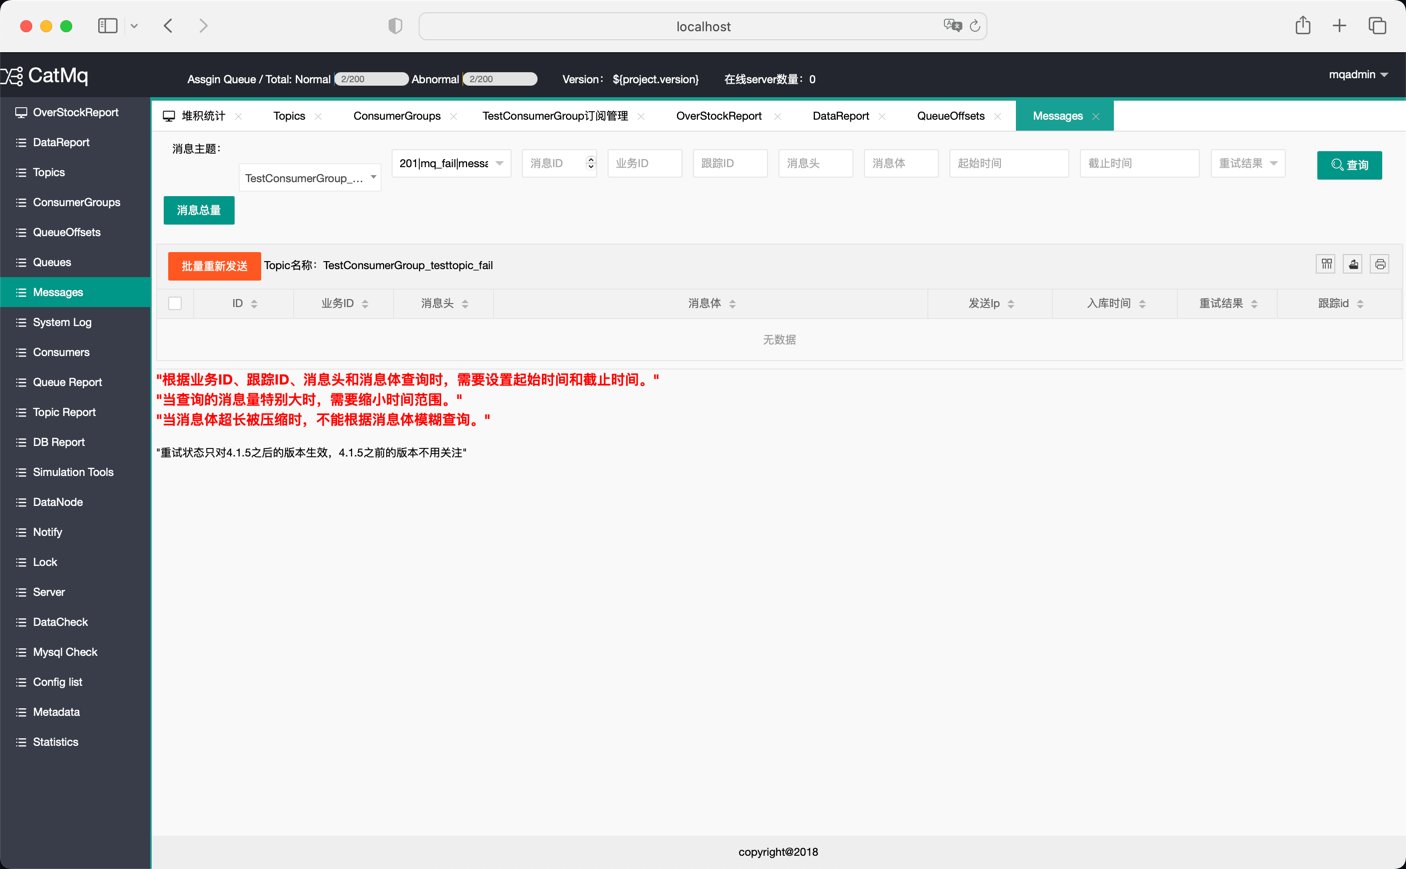 localhost
CatMq
Assgin Queue / Total: Normal 2/200 Abnormal 2/200 Version： ${project.version} 在线server数量：0
mqadmin
OverStockReport
DataReport
Topics
ConsumerGroups
QueueOffsets
Queues
Messages
System Log
Consumers
Queue Report
Topic Report
DB Report
Simulation Tools
DataNode
Notify
Lock
Server
DataCheck
Mysql Check
Config list
Metadata
Statistics
堆积统计 Topics ConsumerGroups TestConsumerGroup订阅管理 OverStockReport DataReport QueueOffsets Messages
消息主题：
TestConsumerGroup_...
201|mq_fail|messa 消息ID 业务ID 跟踪ID 消息头 消息体 起始时间 截止时间 重试结果 查询
消息总量
批量重新发送 Topic名称：TestConsumerGroup_testtopic_fail
ID 业务ID 消息头 消息体 发送Ip 入库时间 重试结果 跟踪id
无数据
"根据业务ID、跟踪ID、消息头和消息体查询时，需要设置起始时间和截止时间。"
"当查询的消息量特别大时，需要缩小时间范围。"
"当消息体超长被压缩时，不能根据消息体模糊查询。"
"重试状态只对4.1.5之后的版本生效，4.1.5之前的版本不用关注"
copyright@2018